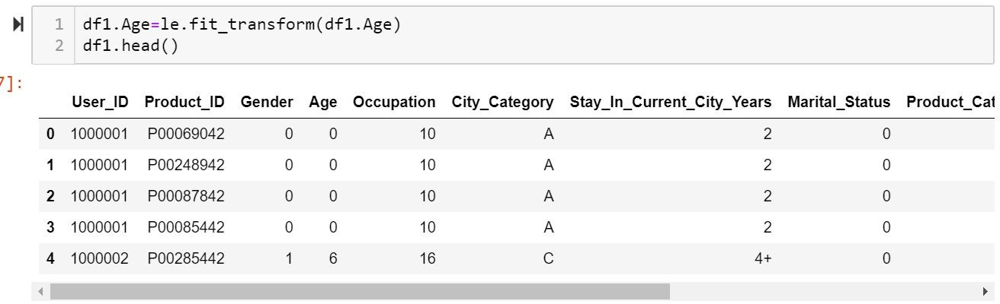 1 df1.Age=le.fit_transform(df1.Age)
2 df1.head()
7]:
User_ID Product_ID Gender Age Occupation City_Category Stay_In_Current_City_Years Marital_Status Product_Cat
0 1000001 P00069042 0 0 10 A 2 0
1 1000001 P00248942 0 0 10 A 2 0
2 1000001 P00087842 0 0 10 A 2 0
3 1000001 P00085442 0 0 10 A 2 0
4 1000002 P00285442 1 6 16 C 4+ 0